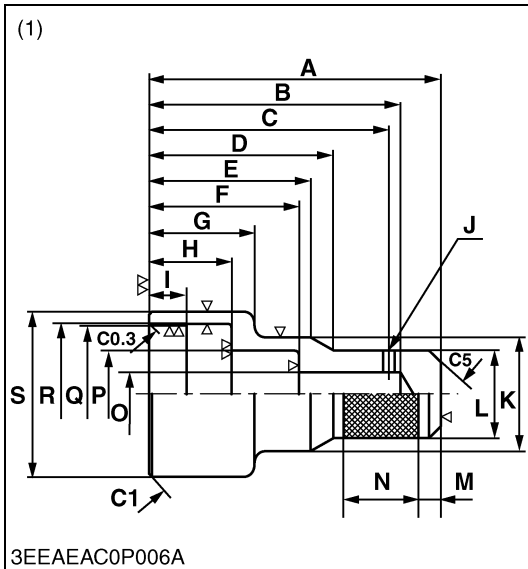 (1)
A
B
C
D
E
F
G
H
I
J
C0.3
C5
S R Q P O
L K
C1
N M
3EEAEAC0P006A